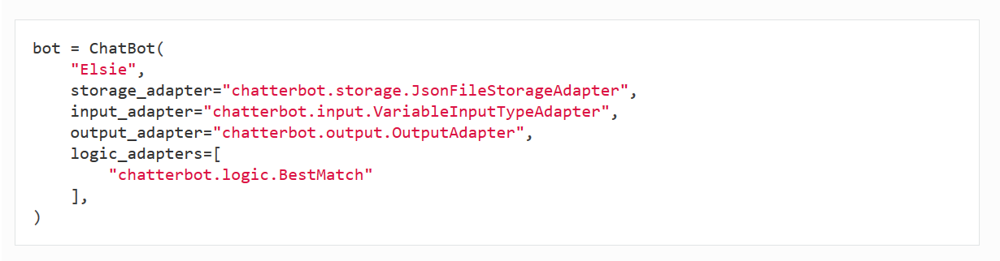 bot = ChatBot(
    "Elsie",
    storage_adapter="chatterbot.storage.JsonFileStorageAdapter",
    input_adapter="chatterbot.input.VariableInputTypeAdapter",
    output_adapter="chatterbot.output.OutputAdapter",
    logic_adapters=[
        "chatterbot.logic.BestMatch"
    ],
)